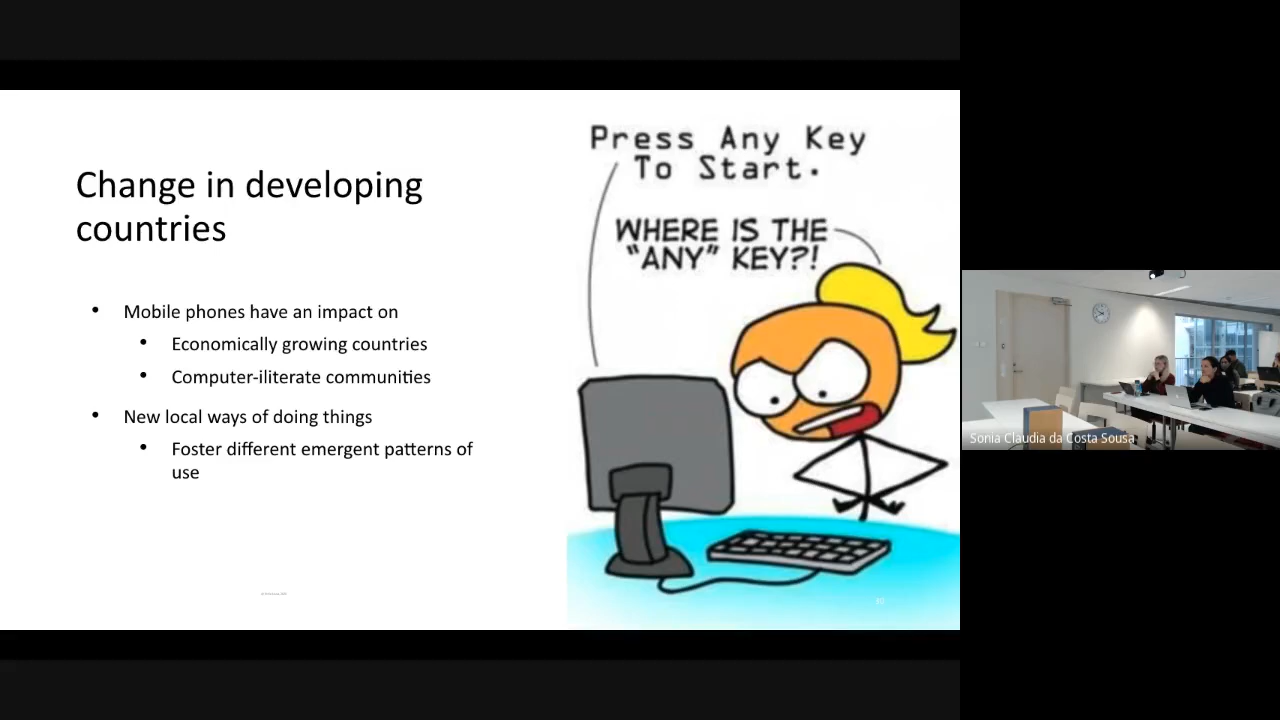 Press Any Key
To Start.
WHERE IS THE
"ANY" KEY?!
Change in developing
countries
• Mobile phones have an impact on
• Economically growing countries
• Computer-iliterate communities
• New local ways of doing things
• Foster different emergent patterns of
use
10
Sonia Claudia da Costa Sousa